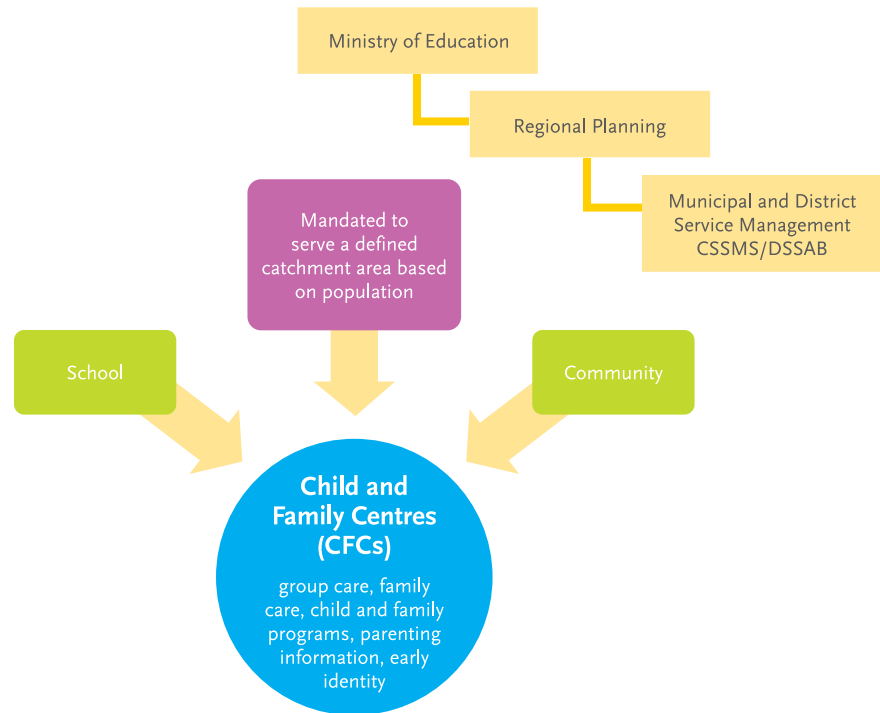 Ministry of Education
Regional Planning
Municipal and District
Service Management
CSSMS/DSSAB
Mandated to
serve a defined
catchment area based
on population
School
Community
Child and
Family Centres
(CFCs)
group care, family
care, child and family
programs, parenting
information, early
identity